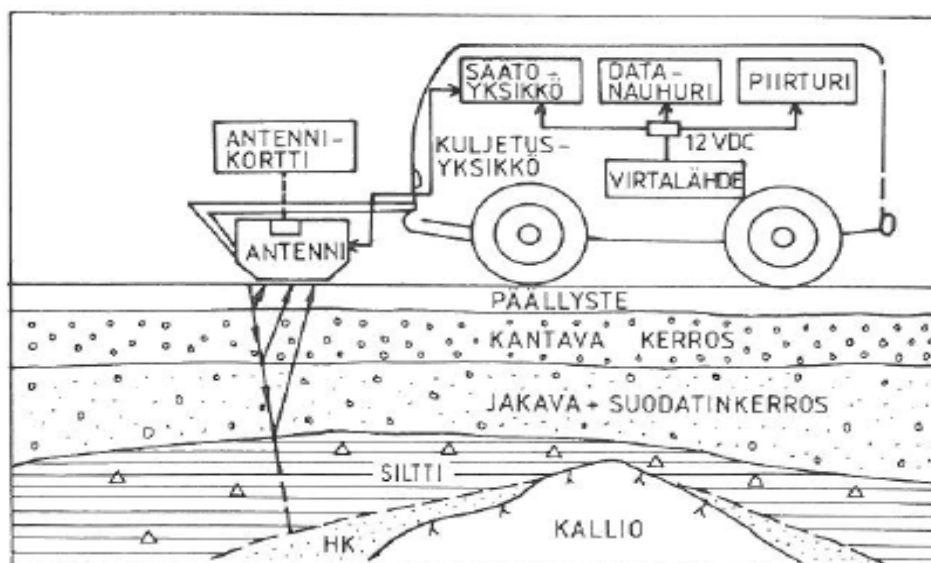 SÄÄTÖ-
YKSIKKÖ
DATA-
NAUHURI
PIIRTURI
ANTENNI-
KORTTI
KULJETUS-
YKSIKKÖ
12 VDC
VIRTALÄHDE
ANTENNI
PÄÄLLYSTE
KANTAVA KERROS
JAKAVA + SUODATINKERROS
SILTTI
HK
KALLIO